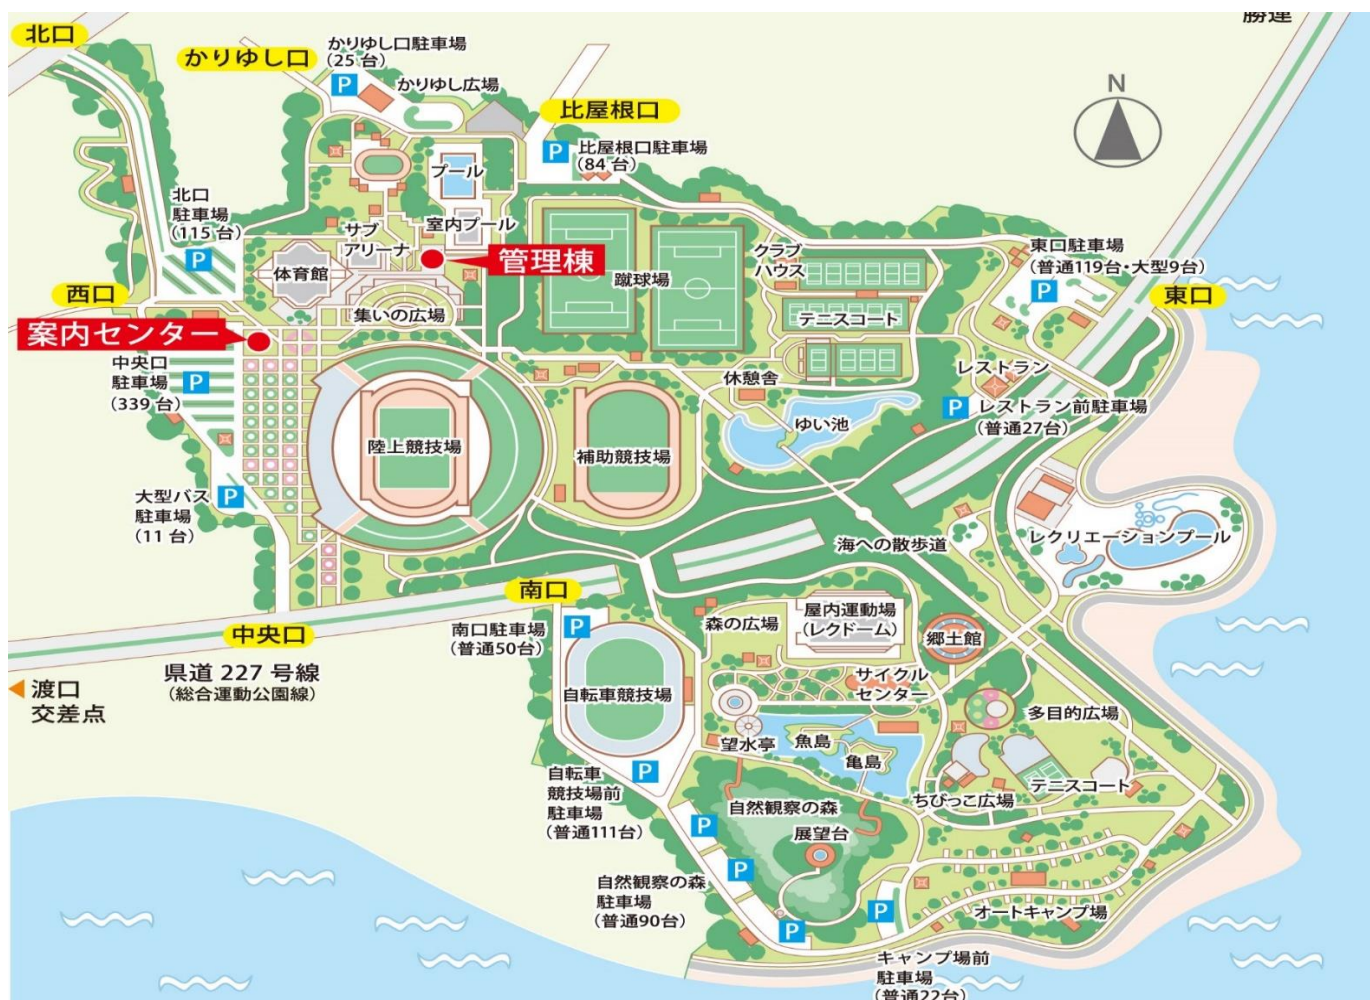 勝連
北口
かりゆし口
かりゆし口駐車場
(25 台)
P
かりゆし広場
N
比屋根口
P
比屋根口駐車場
(84 台)
プール
北口
駐車場
(115 台)
P
サブ
アリーナ
室内プール
管理棟
体育館
蹴球場
クラブ
ハウス
東口駐車場
(普通119台・大型9台)
P
東口
西口
集いの広場
テニスコート
案内センター
中央口
駐車場
(339 台)
P
休憩舎
レストラン
P
レストラン前駐車場
(普通27台)
ゆい池
陸上競技場
補助競技場
大型バス
駐車場
(11 台)
P
海への散歩道
レクリエーションプール
南口
中央口
南口駐車場
(普通50台)
P
森の広場
屋内運動場
(レクドーム)
郷土館
県道 227 号線
(総合運動公園線)
渡口
交差点
自転車競技場
サイクル
センター
多目的広場
望水亭
魚島
亀島
P
自転車
競技場前
駐車場
(普通111台)
テニスコート
ちびっこ広場
自然観察の森
展望台
P
P
自然観察の森
駐車場
(普通90台)
P
P
オートキャンプ場
キャンプ場前
駐車場
(普通22台)